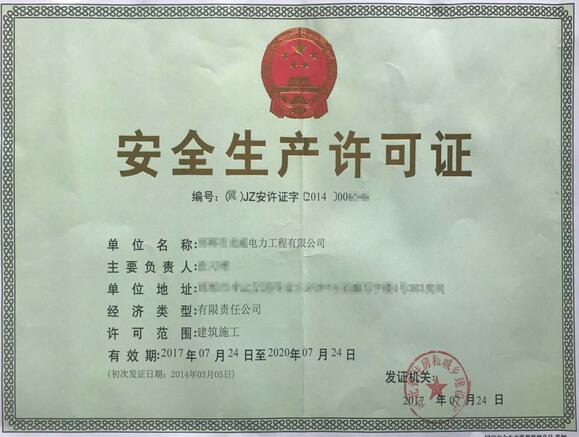 安全生产许可证
编号：(冀)JZ安许证字〔2014〕00
单位名称：电力工程有限公司
主要负责人：
单位地址：
经济类型：有限责任公司
许可范围：建筑施工
有效期：2017年07月24日至2020年07月24日
(初次发证日期：2014年03月05日)
发证机关：
2017年07月24日